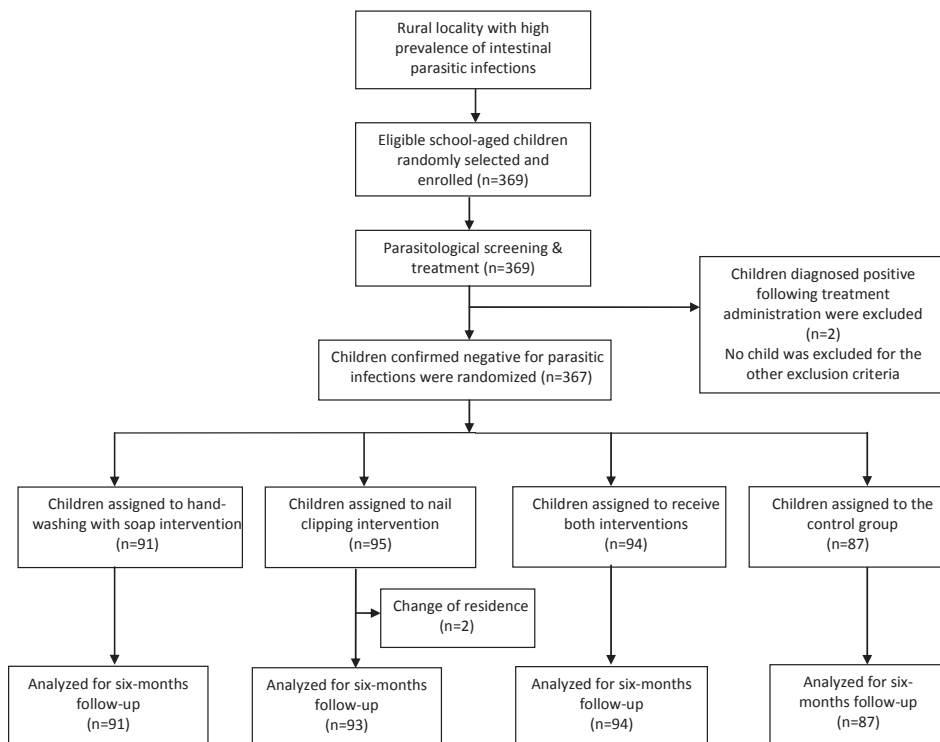 Rural locality with high
prevalence of intestinal
parasitic infections
Eligible school-aged children
randomly selected and
enrolled (n=369)
Parasitological screening &
treatment (n=369)
Children diagnosed positive
following treatment
administration were excluded
(n=2)
No child was excluded for the
other exclusion criteria
Children confirmed negative for parasitic
infections were randomized (n=367)
Children assigned to hand-
washing with soap intervention
(n=91)
Children assigned to nail
clipping intervention
(n=95)
Children assigned to receive
both interventions
(n=94)
Children assigned to the
control group
(n=87)
Change of residence
(n=2)
Analyzed for six-months
follow-up
(n=91)
Analyzed for six-months
follow-up
(n=93)
Analyzed for six-months
follow-up
(n=94)
Analyzed for six-
months follow-up
(n=87)